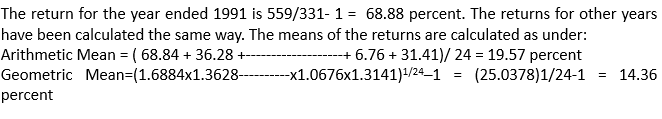 The return for the year ended 1991 is 559/331- 1 = 68.88 percent. The returns for other years
have been calculated the same way. The means of the returns are calculated as under:
Arithmetic Mean = ( 68.84 + 36.28 +-------------------+ 6.76 + 31.41)/ 24 = 19.57 percent
Geometric Mean=(1.6884x1.3628----------x1.0676x1.3141)1/24–1 = (25.0378)1/24-1 = 14.36
percent